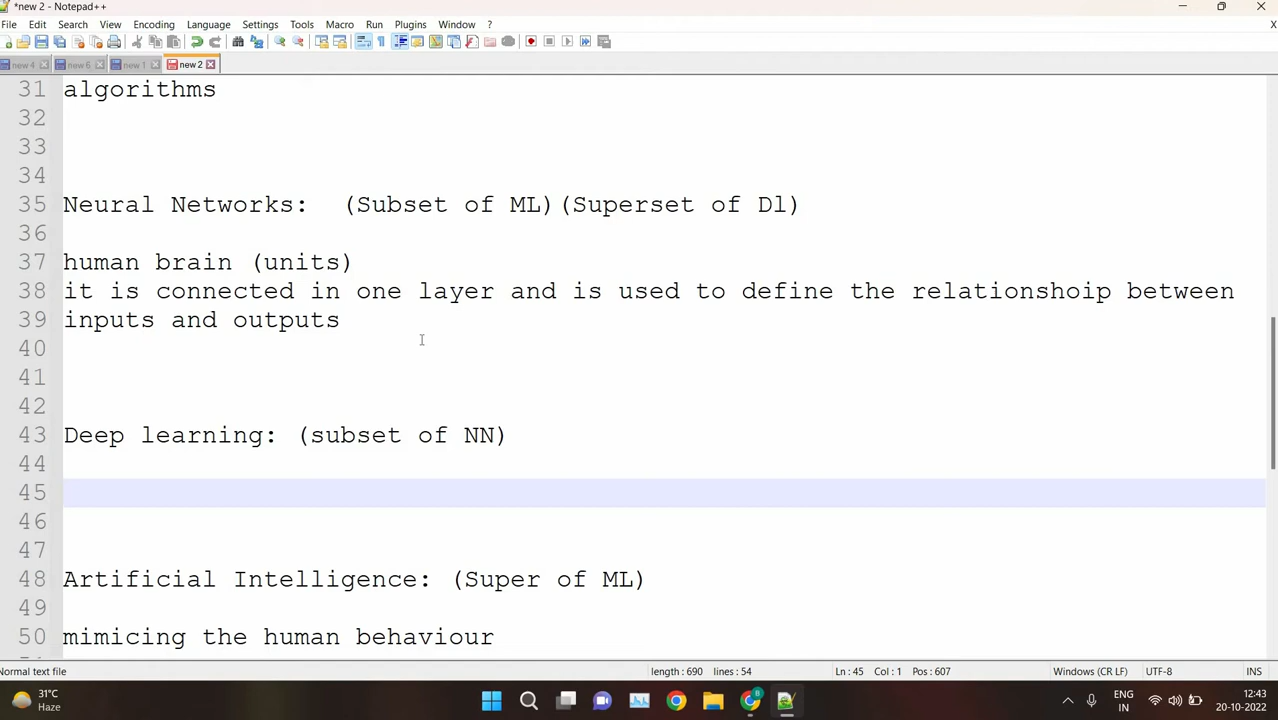 *new 2 - Notepad++
File Edit Search View Encoding Language Settings Tools Macro Run Plugins Window ?
new 4 new 6 new 1 new 2
31 algorithms
32
33
34
35 Neural Networks:  (Subset of ML)(Superset of Dl)
36
37 human brain (units)
38 it is connected in one layer and is used to define the relationshoip between
39 inputs and outputs
40
41
42
43 Deep learning: (subset of NN)
44
45
46
47
48 Artificial Intelligence: (Super of ML)
49
50 mimicing the human behaviour
Normal text file length : 690 lines : 54 Ln : 45 Col : 1 Pos : 607 Windows (CR LF) UTF-8 INS
31°C
Haze
ENG
IN
12:43
20-10-2022